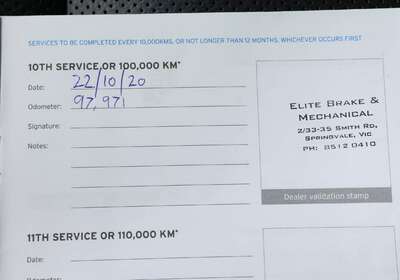 SERVICES TO BE COMPLETED EVERY 10,000KMS, OR NOT LONGER THAN 12 MONTHS, WHICHEVER OCCURS FIRST
10TH SERVICE OR 100,000 KM*
Date: 22/10/20
Odometer: 97,971
Signature:
Notes:
ELITE BRAKE &
MECHANICAL
2/33-35 SMITH RD,
SPRINGVALE, VIC
PH: 8512 0410
Dealer validation stamp
11TH SERVICE OR 110,000 KM*
Date: